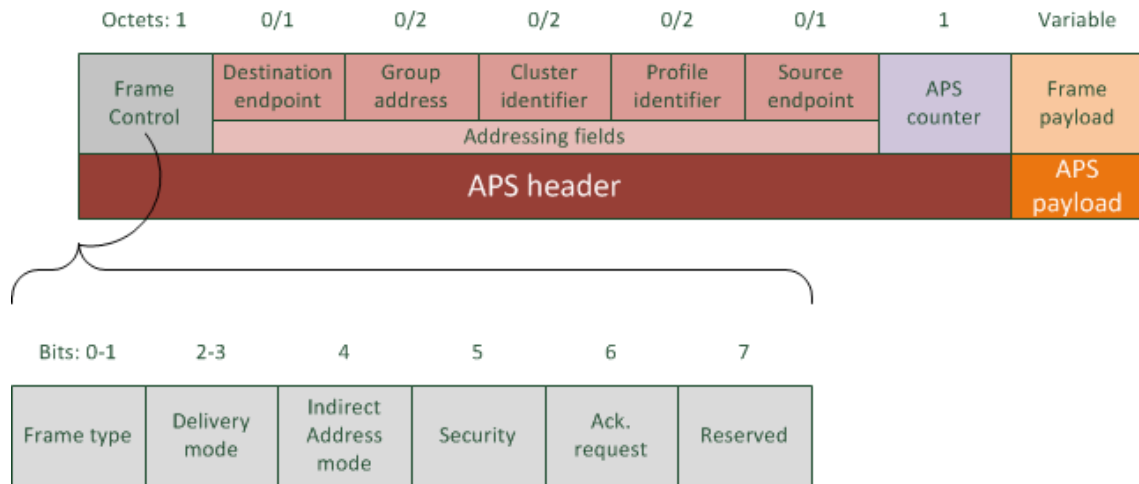 Octets: 1 0/1 0/2 0/2 0/2 0/1 1 Variable
Frame
Control
Destination
endpoint
Group
address
Cluster
identifier
Profile
identifier
Source
endpoint
APS
counter
Frame
payload
Addressing fields
APS header
APS
payload
Bits: 0-1 2-3 4 5 6 7
Frame type
Delivery
mode
Indirect
Address
mode
Security
Ack.
request
Reserved